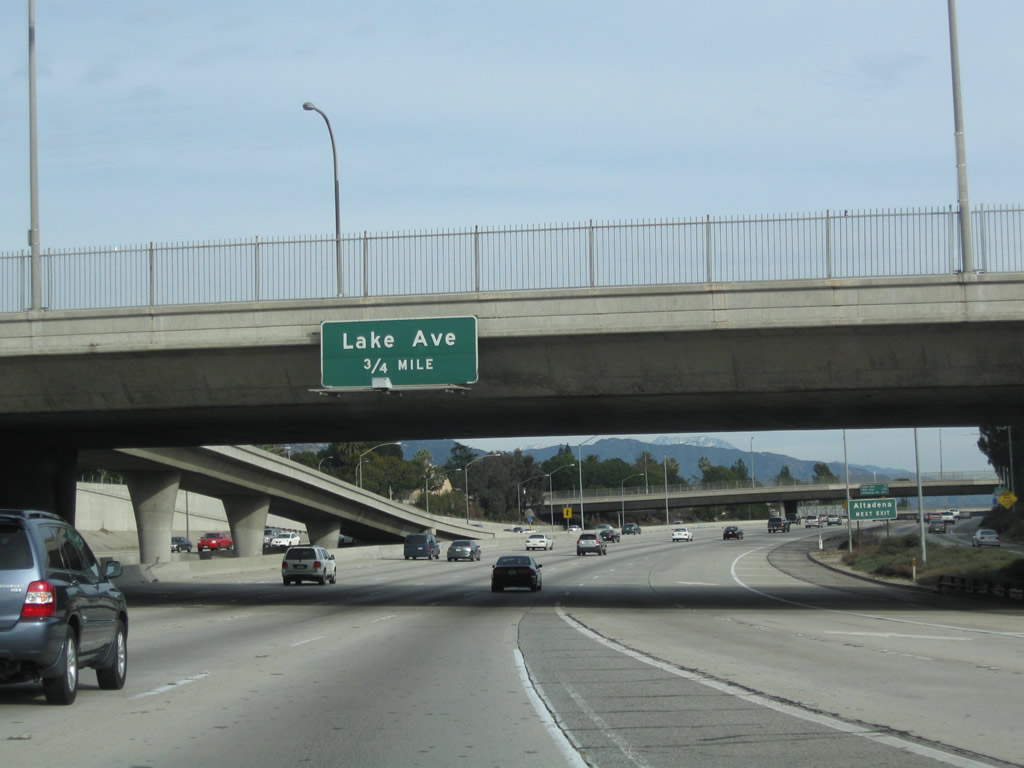 Lake Ave
3/4 MILE
Altadena
NEXT EXIT